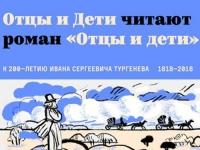 Отцы и Дети читают
роман «Отцы и дети»
К 200-ЛЕТИЮ ИВАНА СЕРГЕЕВИЧА ТУРГЕНЕВА 1818–2018